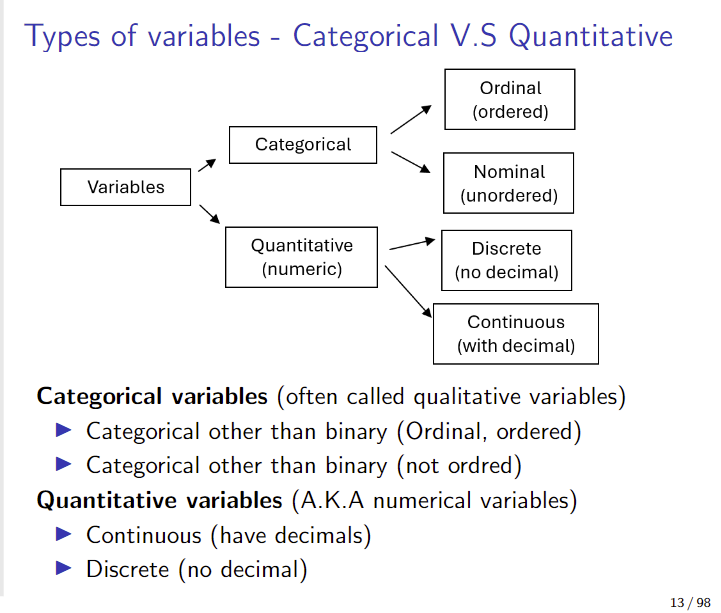 Types of variables - Categorical V.S Quantitative
Ordinal
(ordered)
Categorical
Nominal
(unordered)
Variables
Quantitative
(numeric)
Discrete
(no decimal)
Continuous
(with decimal)
Categorical variables (often called qualitative variables)
Categorical other than binary (Ordinal, ordered)
Categorical other than binary (not ordred)
Quantitative variables (A.K.A numerical variables)
Continuous (have decimals)
Discrete (no decimal)
13 / 98